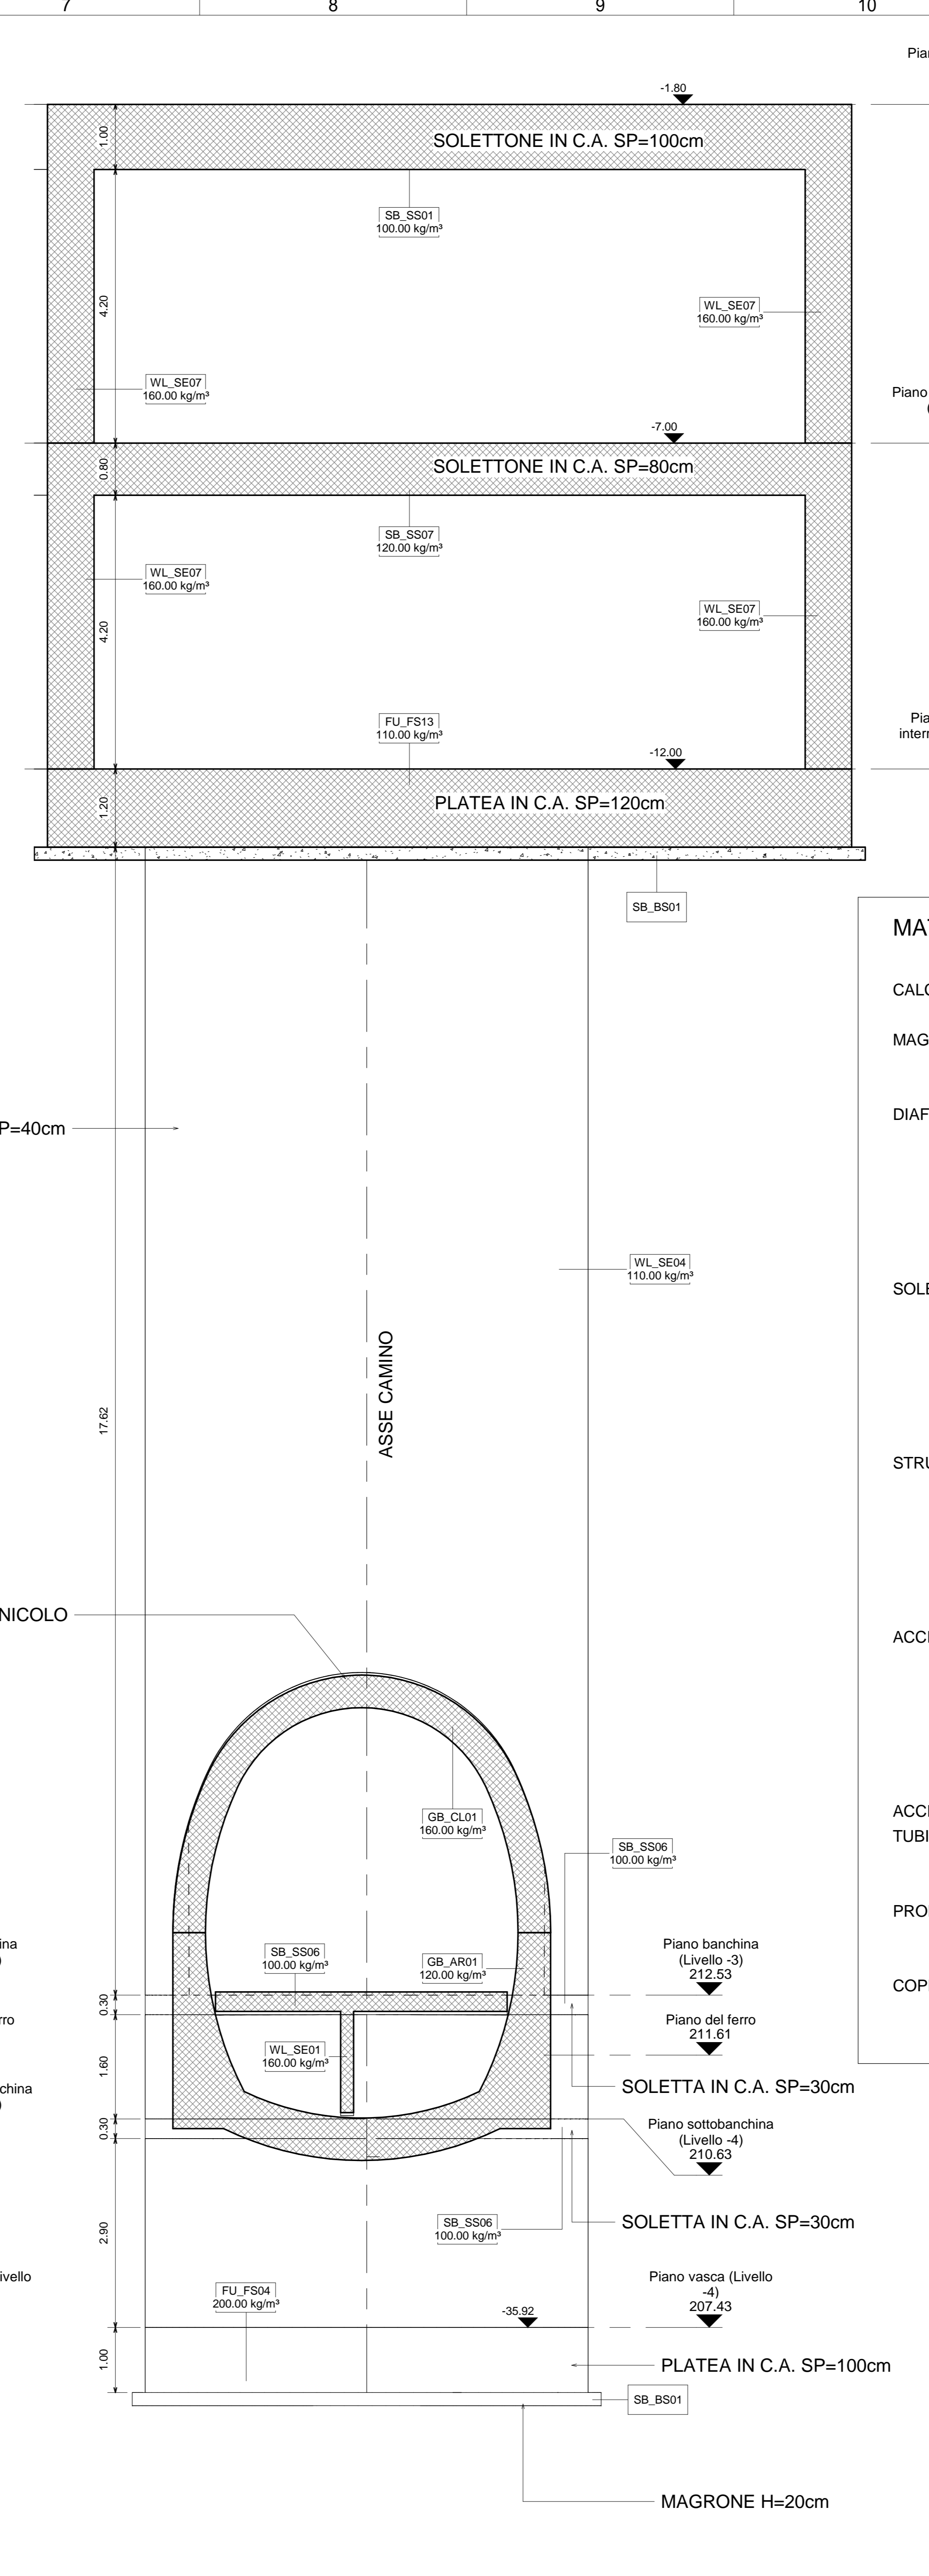 7
8
9
10
Piar
-1.80
1.00
SOLETTONE IN C.A. SP=100cm
SB_SS01
100.00 kg/m³
4.20
WL_SE07
160.00 kg/m³
WL_SE07
160.00 kg/m³
Piano
(
-7.00
0.80
SOLETTONE IN C.A. SP=80cm
SB_SS07
120.00 kg/m³
WL_SE07
160.00 kg/m³
4.20
WL_SE07
160.00 kg/m³
FU_FS13
110.00 kg/m³
Pia
interr
-12.00
1.20
PLATEA IN C.A. SP=120cm
SB_BS01
MAT
CALC
MAG
DIAF
P=40cm
WL_SE04
110.00 kg/m³
SOLE
ASSE CAMINO
17.62
STRU
NICOLO
ACCI
GB_CL01
160.00 kg/m³
ACCI
TUBI
SB_SS06
100.00 kg/m³
PROI
ina
)
SB_SS06
100.00 kg/m³
GB_AR01
120.00 kg/m³
Piano banchina
(Livello -3)
212.53
COPI
0.30
rro
Piano del ferro
211.61
WL_SE01
160.00 kg/m³
1.60
china
)
SOLETTA IN C.A. SP=30cm
0.30
Piano sottobanchina
(Livello -4)
210.63
SB_SS06
100.00 kg/m³
SOLETTA IN C.A. SP=30cm
2.90
ivello
FU_FS04
200.00 kg/m³
Piano vasca (Livello
-4)
207.43
-35.92
1.00
PLATEA IN C.A. SP=100cm
SB_BS01
MAGRONE H=20cm